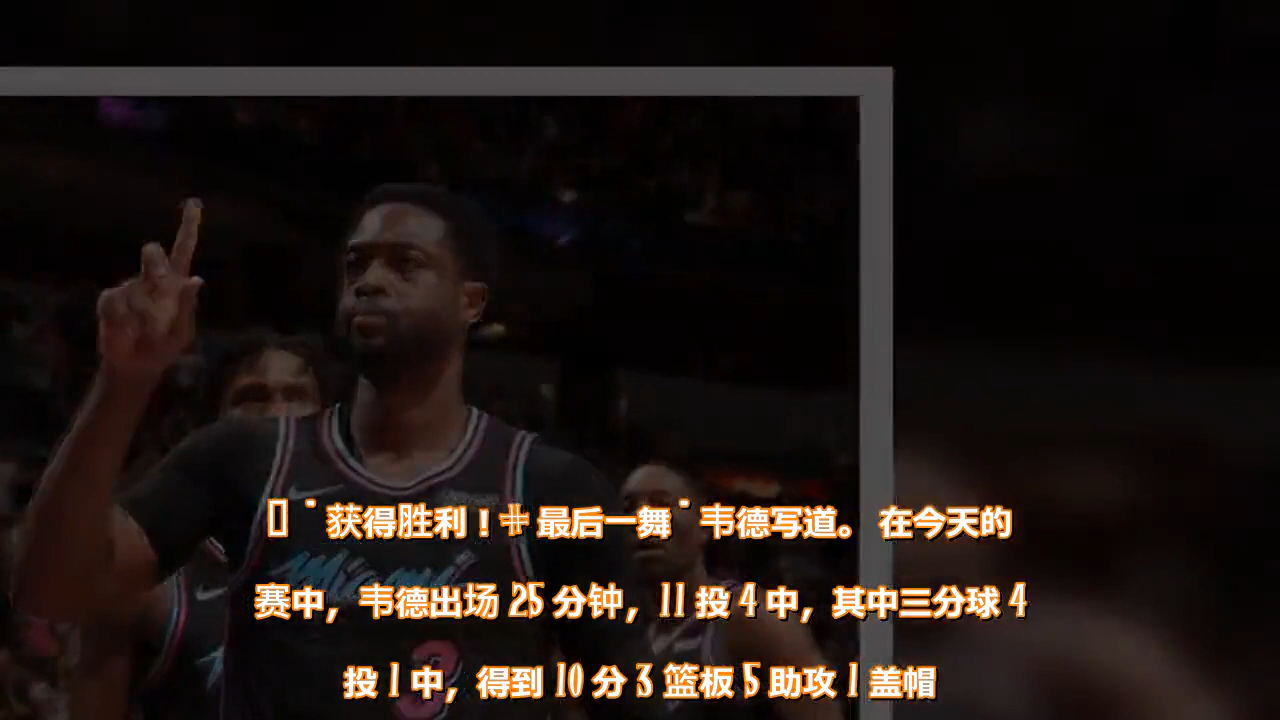 “获得胜利！#最后一舞”韦德写道。 在今天的
赛中，韦德出场 25 分钟，11 投 4 中，其中三分球 4
投 1 中，得到 10 分 3 篮板 5 助攻 1 盖帽
Miami
3